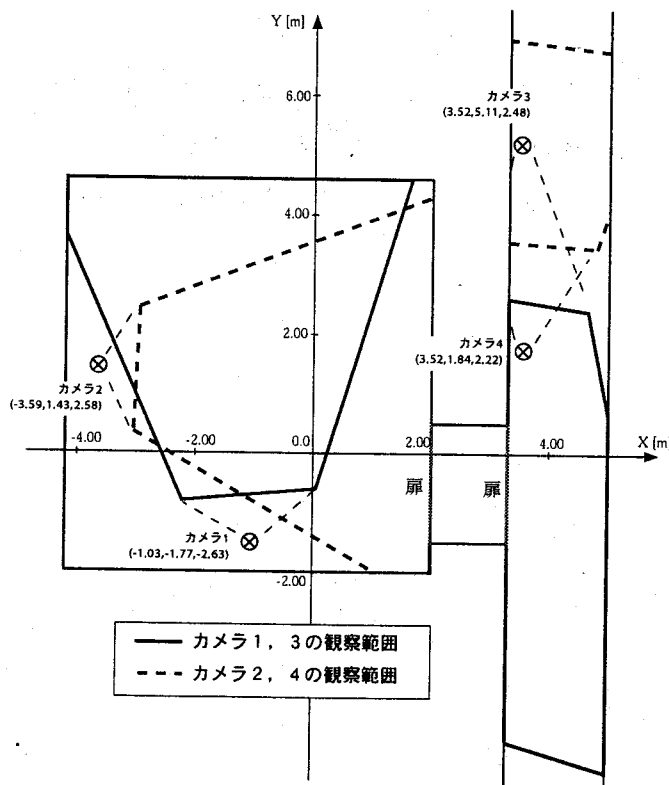 Y [m]
6.00
カメラ3
(3.52,5.11,2.48)
4.00
2.00
カメラ4
(3.52,1.84,2.22)
カメラ2
(-3.59,1.43,2.58)
-4.00
-2.00
0.0
2.00
4.00
X [m]
扉
扉
カメラ1
(-1.03,-1.77,-2.63)
-2.00
カメラ1, 3の観察範囲
カメラ2, 4の観察範囲